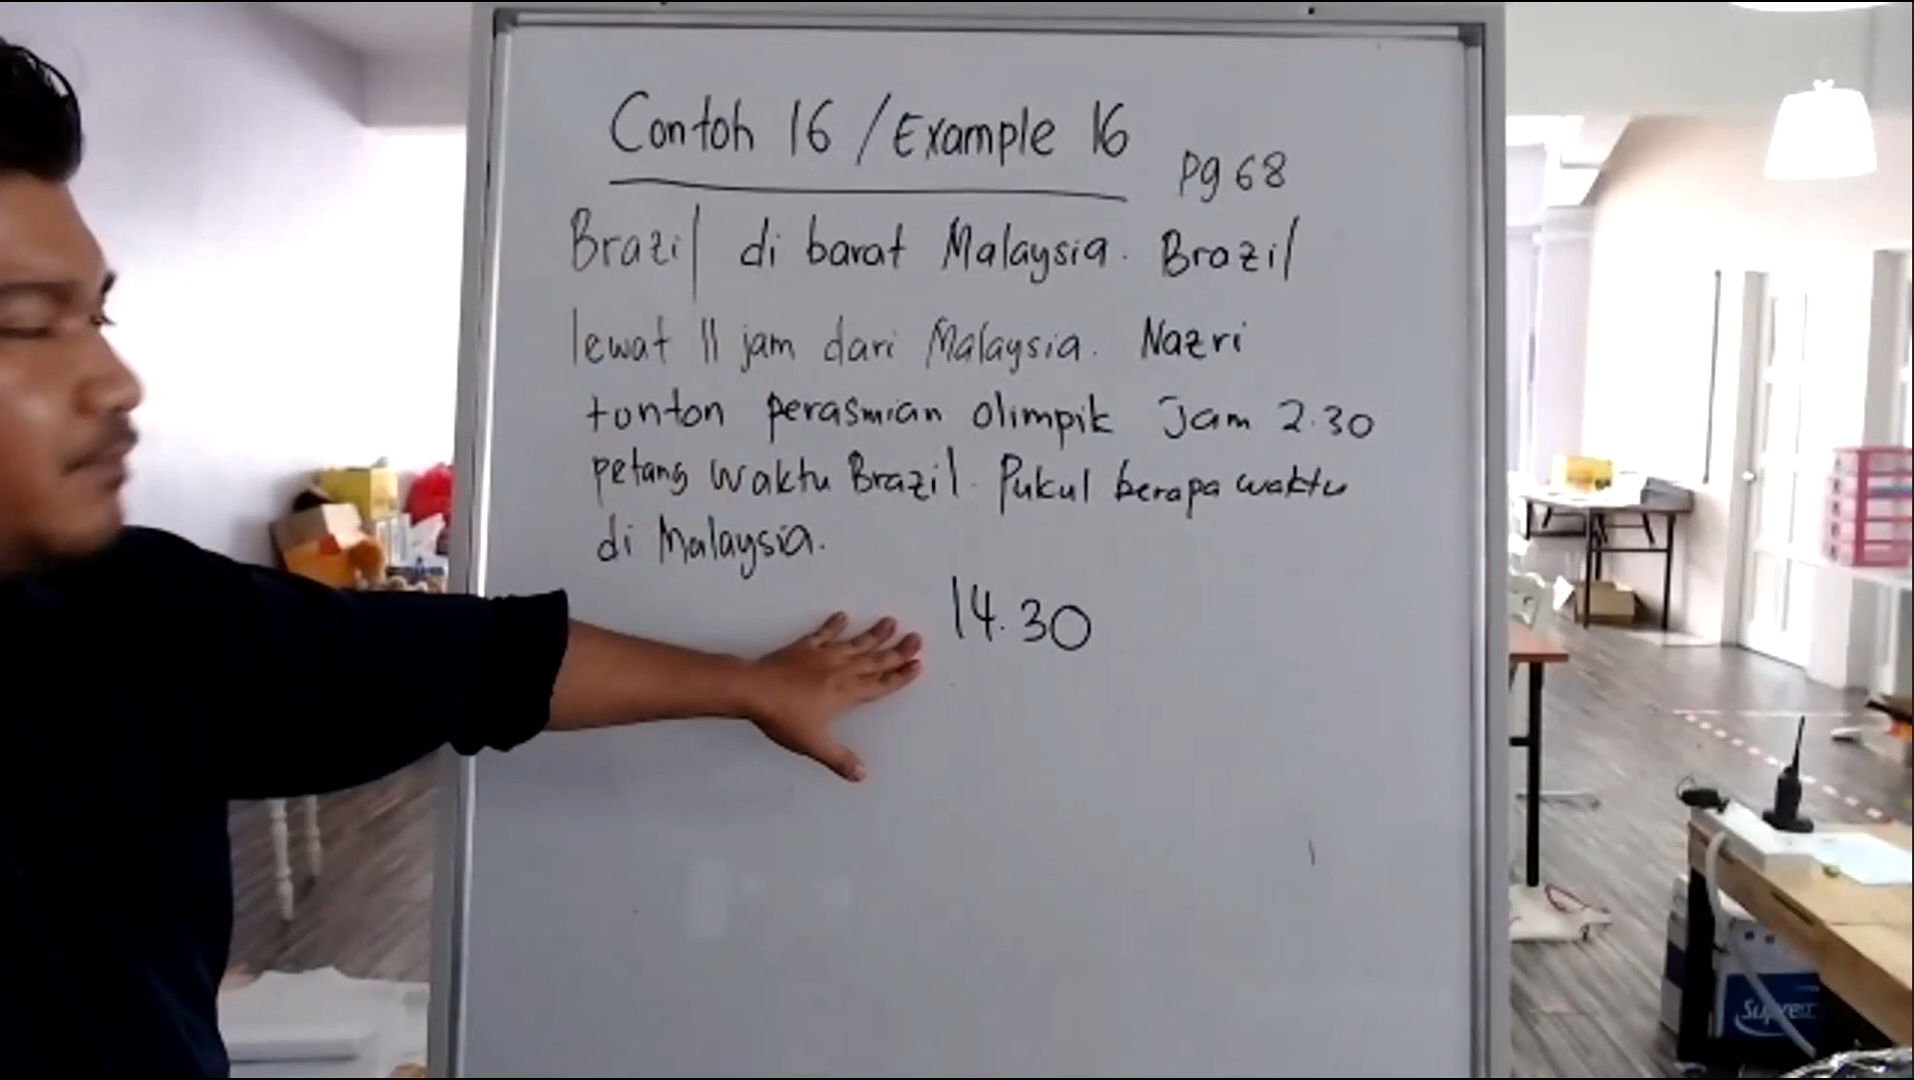 Contoh 16 / Example 16
pg 68
Brazil di barat Malaysia. Brazil
lewat 11 jam dari Malaysia. Nazri
tonton perasmian olimpik Jam 2.30
petang waktu Brazil. Pukul berapa waktu
di Malaysia.
14.30